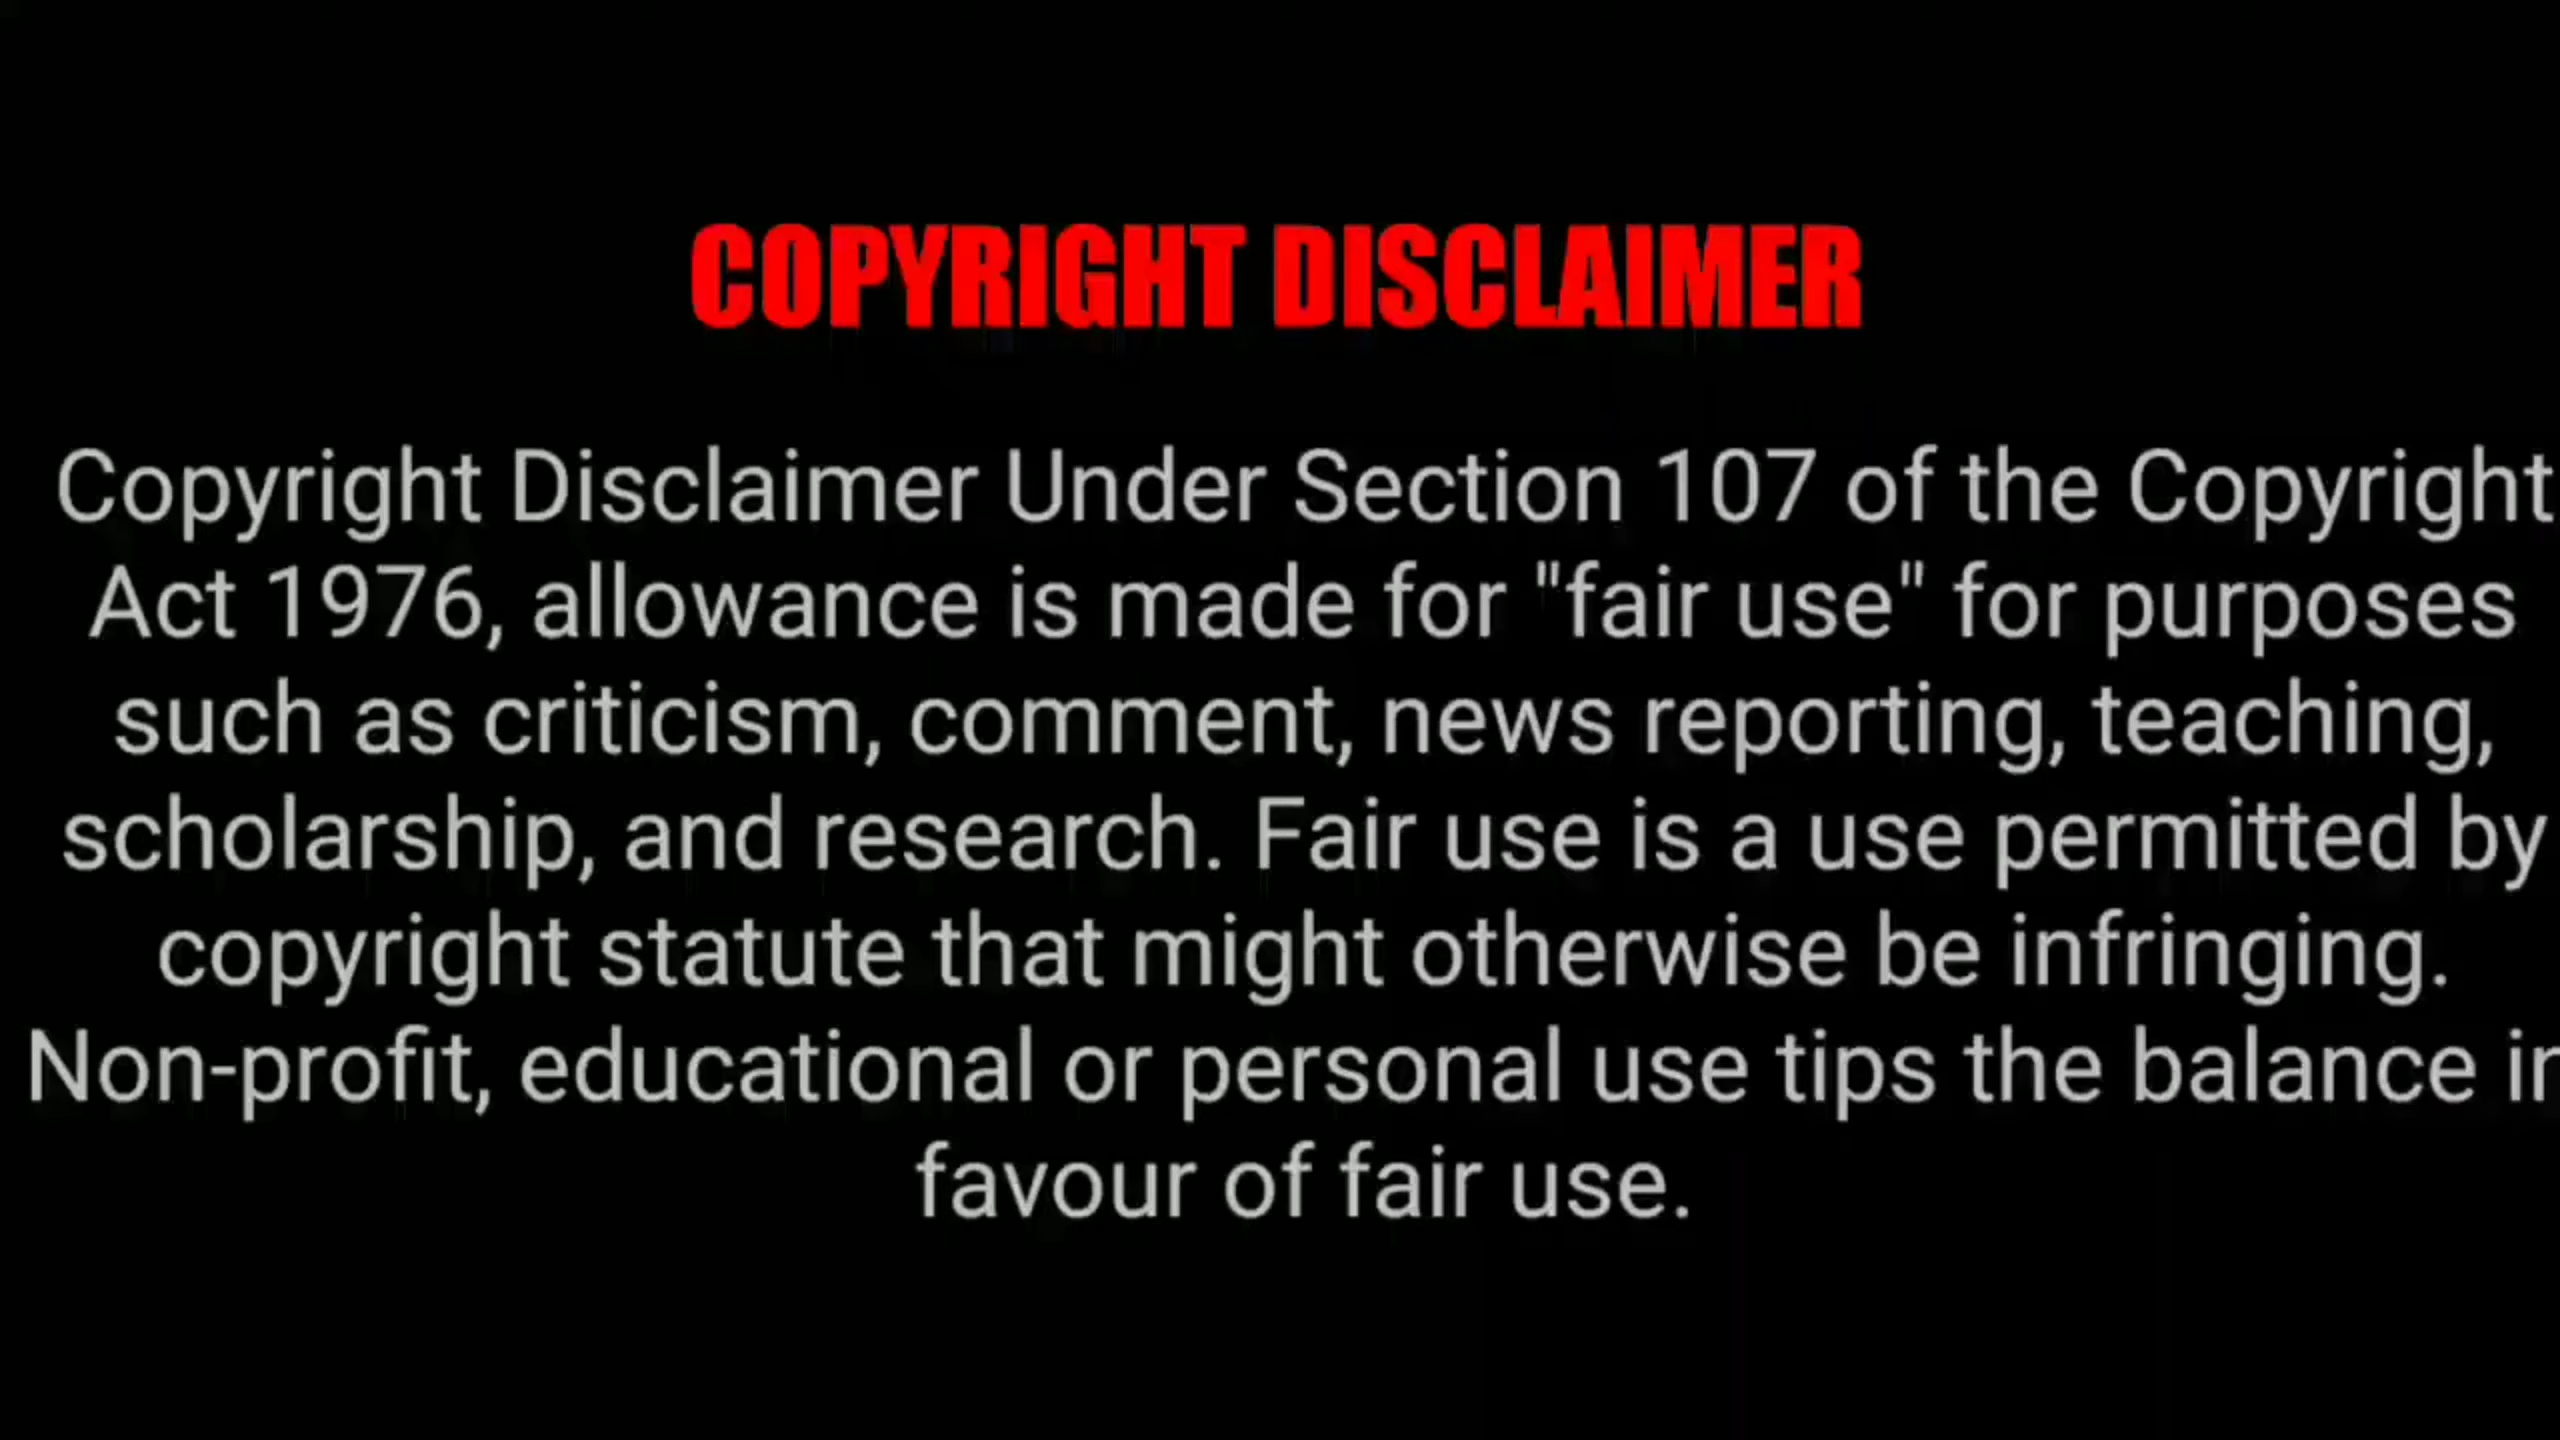 COPYRIGHT DISCLAIMER
Copyright Disclaimer Under Section 107 of the Copyright
Act 1976, allowance is made for "fair use" for purposes
such as criticism, comment, news reporting, teaching,
scholarship, and research. Fair use is a use permitted by
copyright statute that might otherwise be infringing.
Non-profit, educational or personal use tips the balance in
favour of fair use.